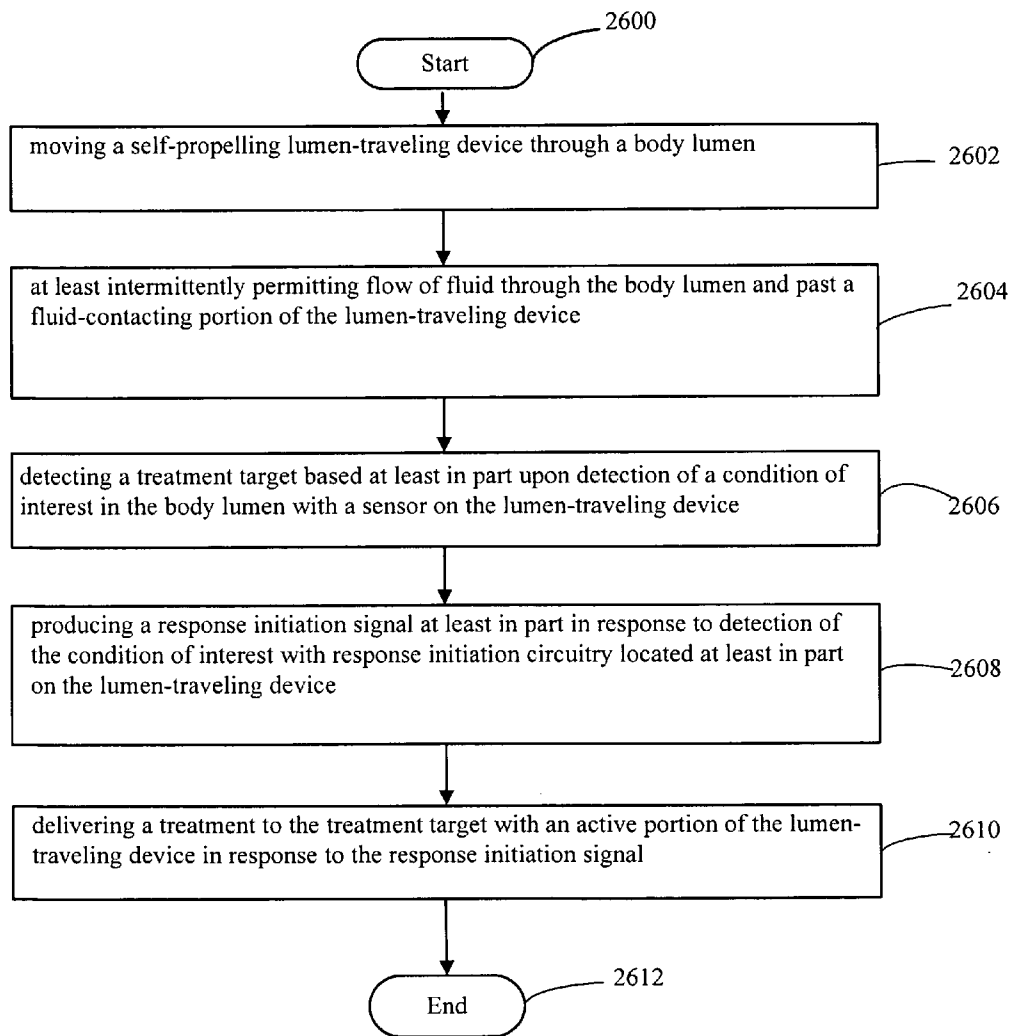 2600
Start
moving a self-propelling lumen-traveling device through a body lumen
2602
at least intermittently permitting flow of fluid through the body lumen and past a
fluid-contacting portion of the lumen-traveling device
2604
detecting a treatment target based at least in part upon detection of a condition of
interest in the body lumen with a sensor on the lumen-traveling device
2606
producing a response initiation signal at least in part in response to detection of
the condition of interest with response initiation circuitry located at least in part
on the lumen-traveling device
2608
delivering a treatment to the treatment target with an active portion of the lumen-
traveling device in response to the response initiation signal
2610
End
2612